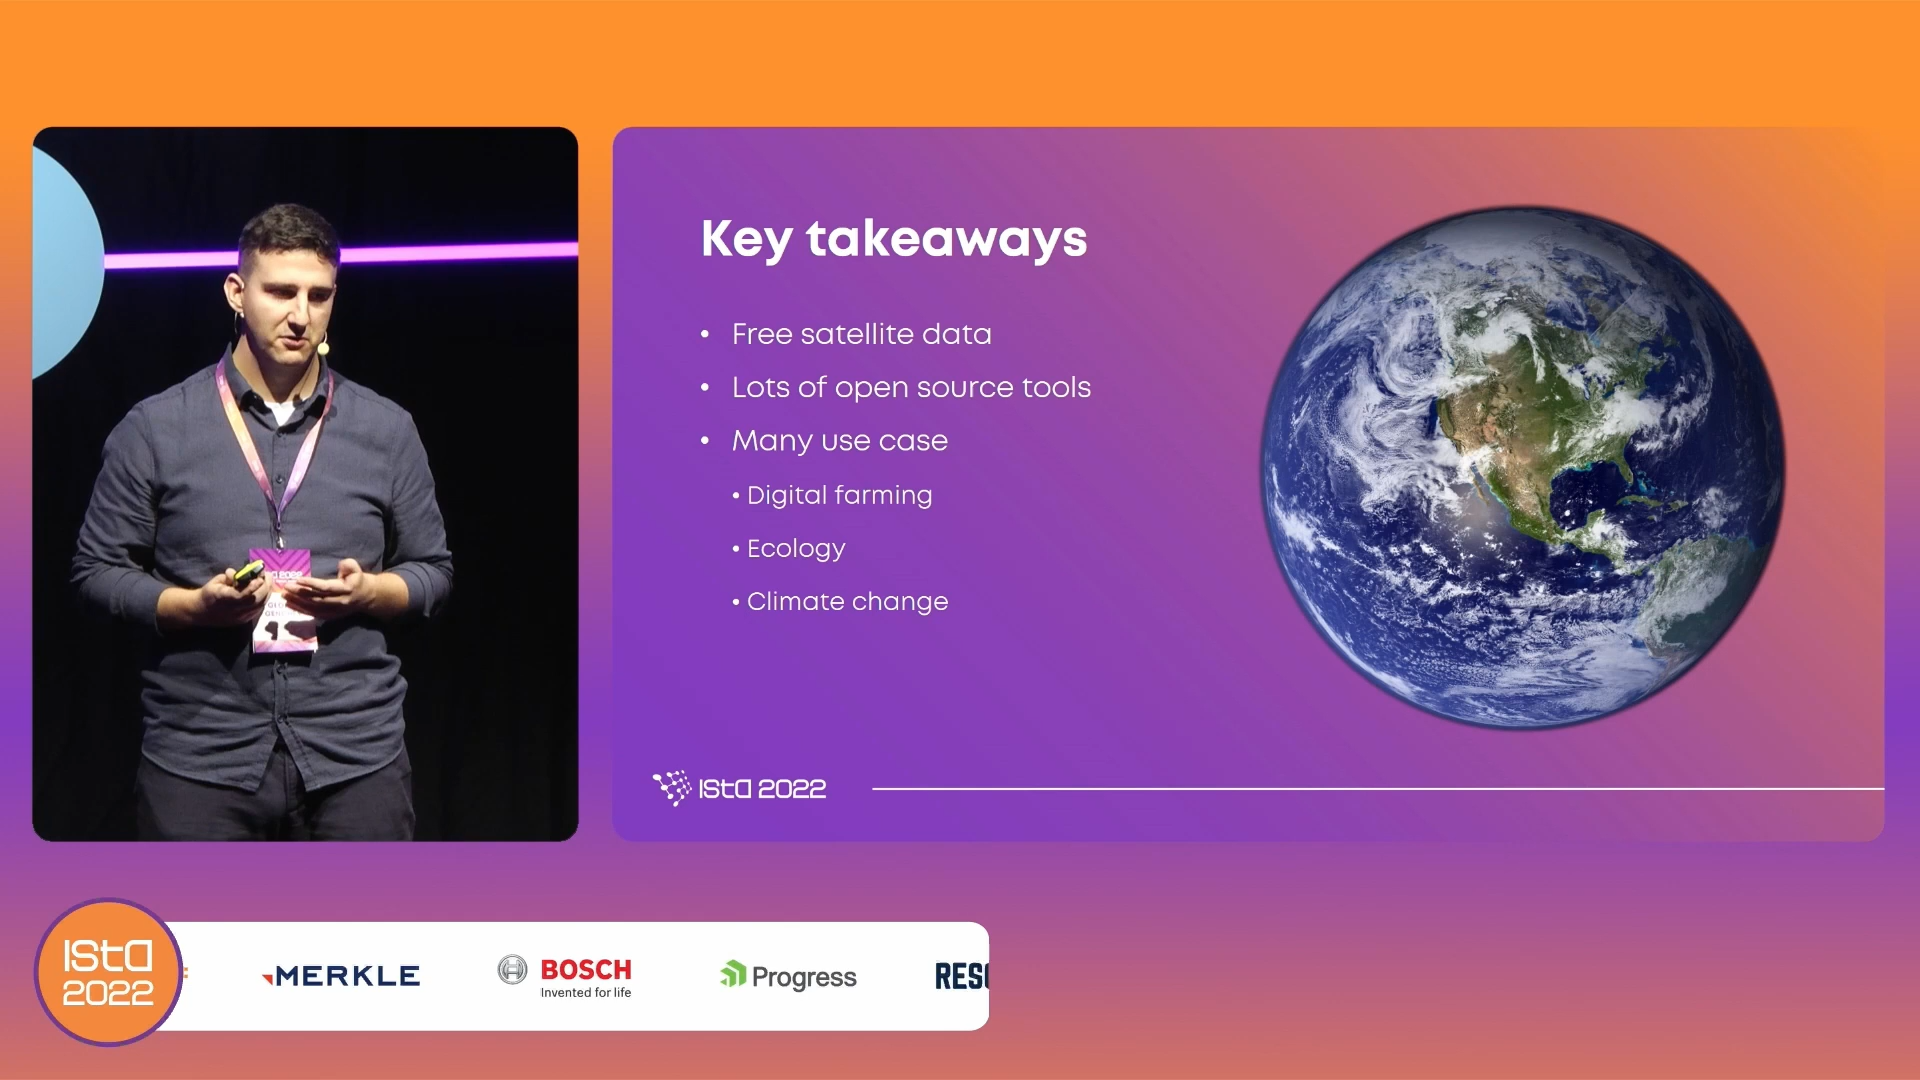 Key takeaways
• Free satellite data
• Lots of open source tools
• Many use case
• Digital farming
• Ecology
• Climate change
ISTA 2022
ISTA
2022
MERKLE
BOSCH
Invented for life
Progress